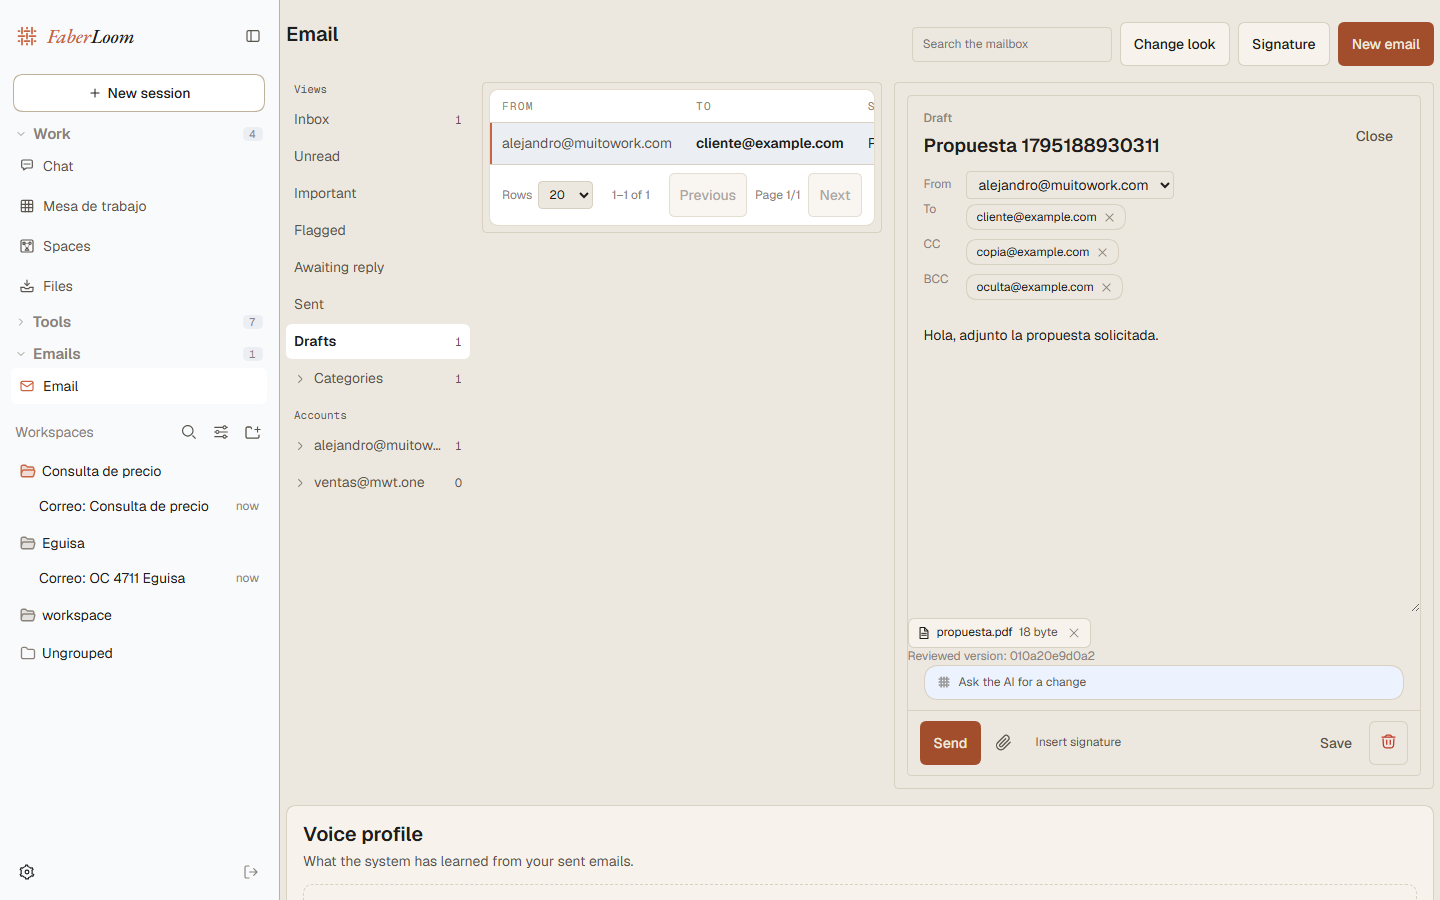 FaberLoom
+ New session
Work 4
Chat
Mesa de trabajo
Spaces
Files
Tools 7
Emails 1
Email
Workspaces
Consulta de precio
Correo: Consulta de precio now
Eguisa
Correo: OC 4711 Eguisa now
workspace
Ungrouped
Email
Search the mailbox
Change look
Signature
New email
Views
Inbox 1
Unread
Important
Flagged
Awaiting reply
Sent
Drafts 1
Categories 1
Accounts
alejandro@muitow... 1
ventas@mwt.one 0
FROM TO S
alejandro@muitowork.com cliente@example.com F
Rows 20 1–1 of 1 Previous Page 1/1 Next
Draft
Propuesta 1795188930311
Close
From alejandro@muitowork.com
To cliente@example.com
CC copia@example.com
BCC oculta@example.com
Hola, adjunto la propuesta solicitada.
propuesta.pdf 18 byte
Reviewed version: 010a20e9d0a2
Ask the AI for a change
Send Insert signature Save
Voice profile
What the system has learned from your sent emails.